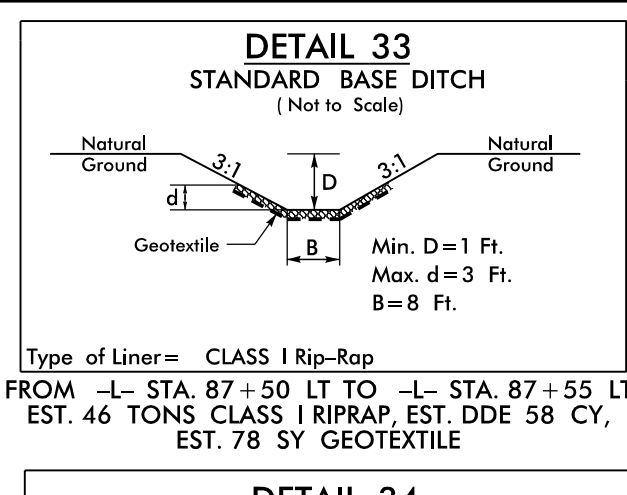 DETAIL 33
STANDARD BASE DITCH
( Not to Scale)
Natural
Ground
3:1
D
3:1
Natural
Ground
d
Geotextile
B
Min. D=1 Ft.
Max. d=3 Ft.
B=8 Ft.
Type of Liner= CLASS I Rip-Rap
FROM -L- STA. 87+50 LT TO -L- STA. 87+55 LT
EST. 46 TONS CLASS I RIPRAP, EST. DDE 58 CY,
EST. 78 SY GEOTEXTILE
DETAIL 34